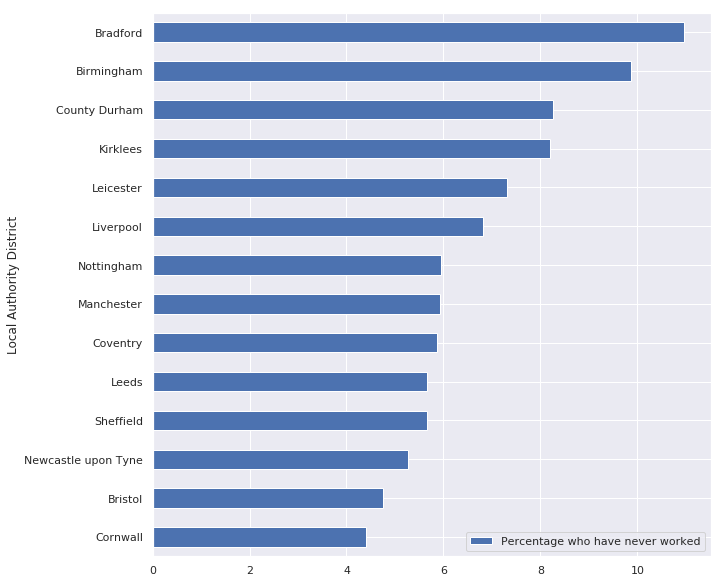 Local Authority District
Bradford
Birmingham
County Durham
Kirklees
Leicester
Liverpool
Nottingham
Manchester
Coventry
Leeds
Sheffield
Newcastle upon Tyne
Bristol
Cornwall
Percentage who have never worked
0 2 4 6 8 10